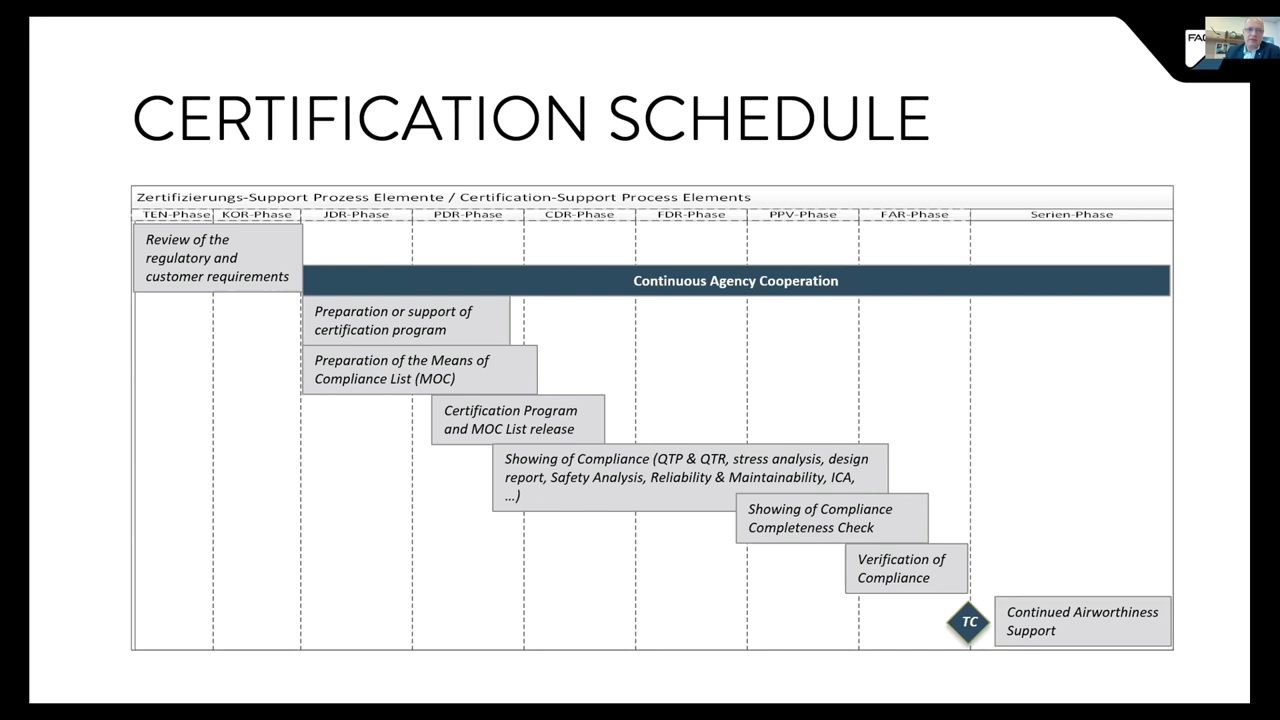 FAC
CERTIFICATION SCHEDULE
Zertifizierungs-Support Prozess Elemente / Certification-Support Process Elements
TEN-Phase KOR-Phase JDR-Phase PDR-Phase CDR-Phase FDR-Phase PPV-Phase FAR-Phase Serien-Phase
Review of the
regulatory and
customer requirements
Continuous Agency Cooperation
Preparation or support of
certification program
Preparation of the Means of
Compliance List (MOC)
Certification Program
and MOC List release
Showing of Compliance (QTP & QTR, stress analysis, design
report, Safety Analysis, Reliability & Maintainability, ICA,
...)
Showing of Compliance
Completeness Check
Verification of
Compliance
TC
Continued Airworthiness
Support